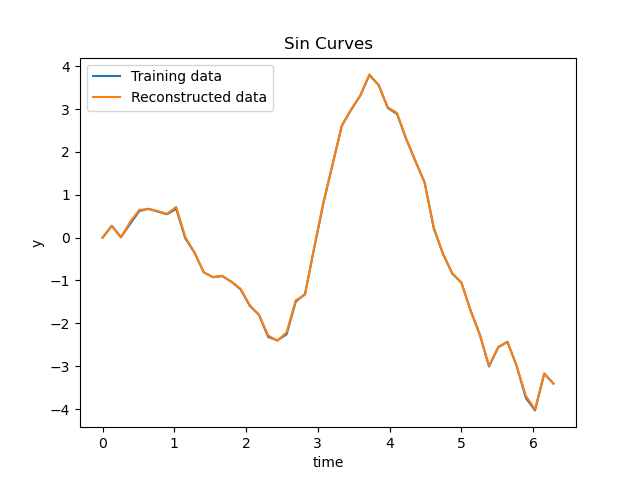 Sin Curves
Training data
Reconstructed data
y
4
3
2
1
0
−1
−2
−3
−4
0 1 2 3 4 5 6
time